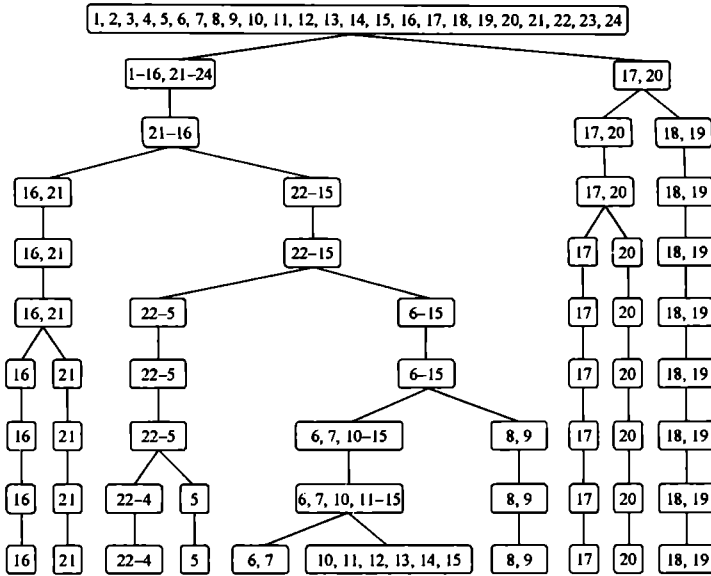 1, 2, 3, 4, 5, 6, 7, 8, 9, 10, 11, 12, 13, 14, 15, 16, 17, 18, 19, 20, 21, 22, 23, 24
1–16, 21–24 17, 20
21–16 17, 20 18, 19
16, 21 22–15 17, 20 18, 19
16, 21 22–15 17 20 18, 19
16, 21 22–5 6–15 17 20 18, 19
16 21 22–5 6–15 17 20 18, 19
16 21 22–5 6, 7, 10–15 8, 9 17 20 18, 19
16 21 22–4 5 6, 7, 10, 11–15 8, 9 17 20 18, 19
16 21 22–4 5 6, 7 10, 11, 12, 13, 14, 15 8, 9 17 20 18, 19